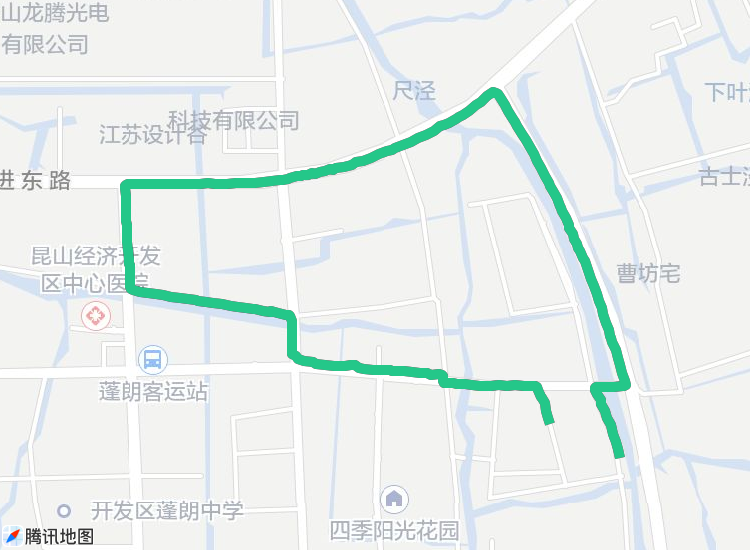 山龙腾光电
有限公司
尺泾
下叶
科技有限公司
江苏设计谷
进东路
古士
昆山经济开发
区中心医院
曹坊宅
蓬朗客运站
开发区蓬朗中学
四季阳光花园
腾讯地图